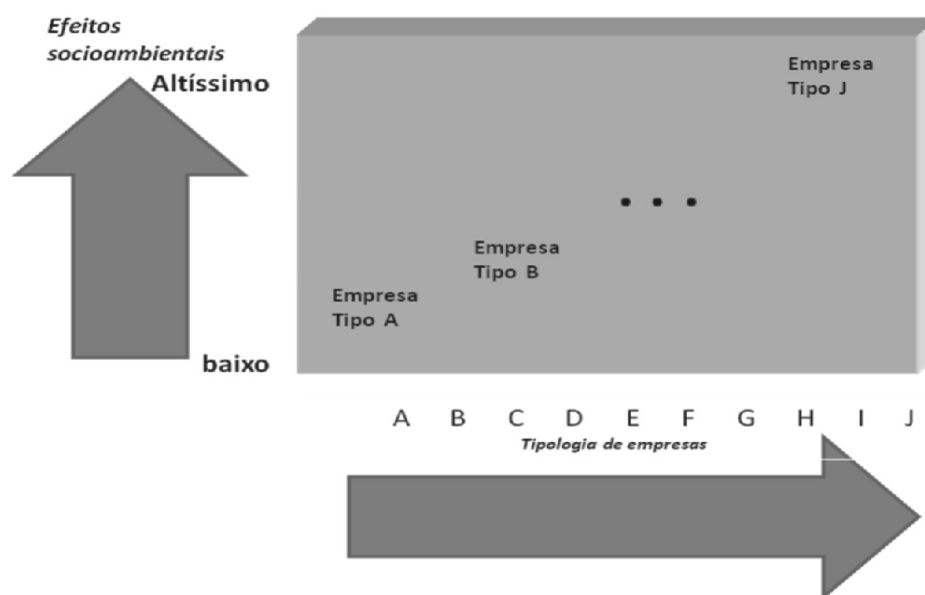 Efeitos
socioambientais
Altíssimo
Empresa
Tipo J
• • •
Empresa
Tipo B
Empresa
Tipo A
baixo
A B C D E F G H I J
Tipologia de empresas